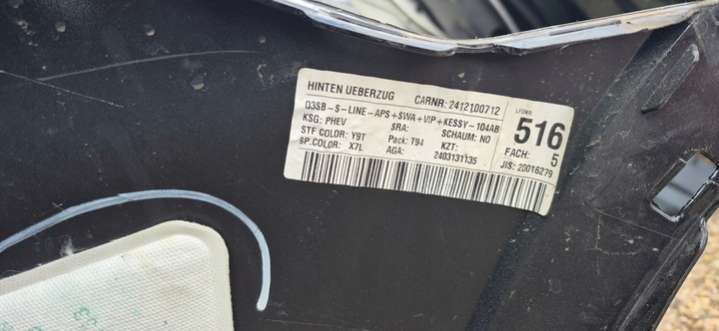 HINTEN UEBERZUG CARNR: 2412100712
Q3SB-S-LINE-APS+SWA+VIP+KESSY-104AB
KSG: PHEV SRA: SCHAUM: NO
STF COLOR: Y9T Pack: T94 KZT:
SP.COLOR: X7L AGA: 2403131135
LFDNR:
516
FACH: 5
JIS: 20016279